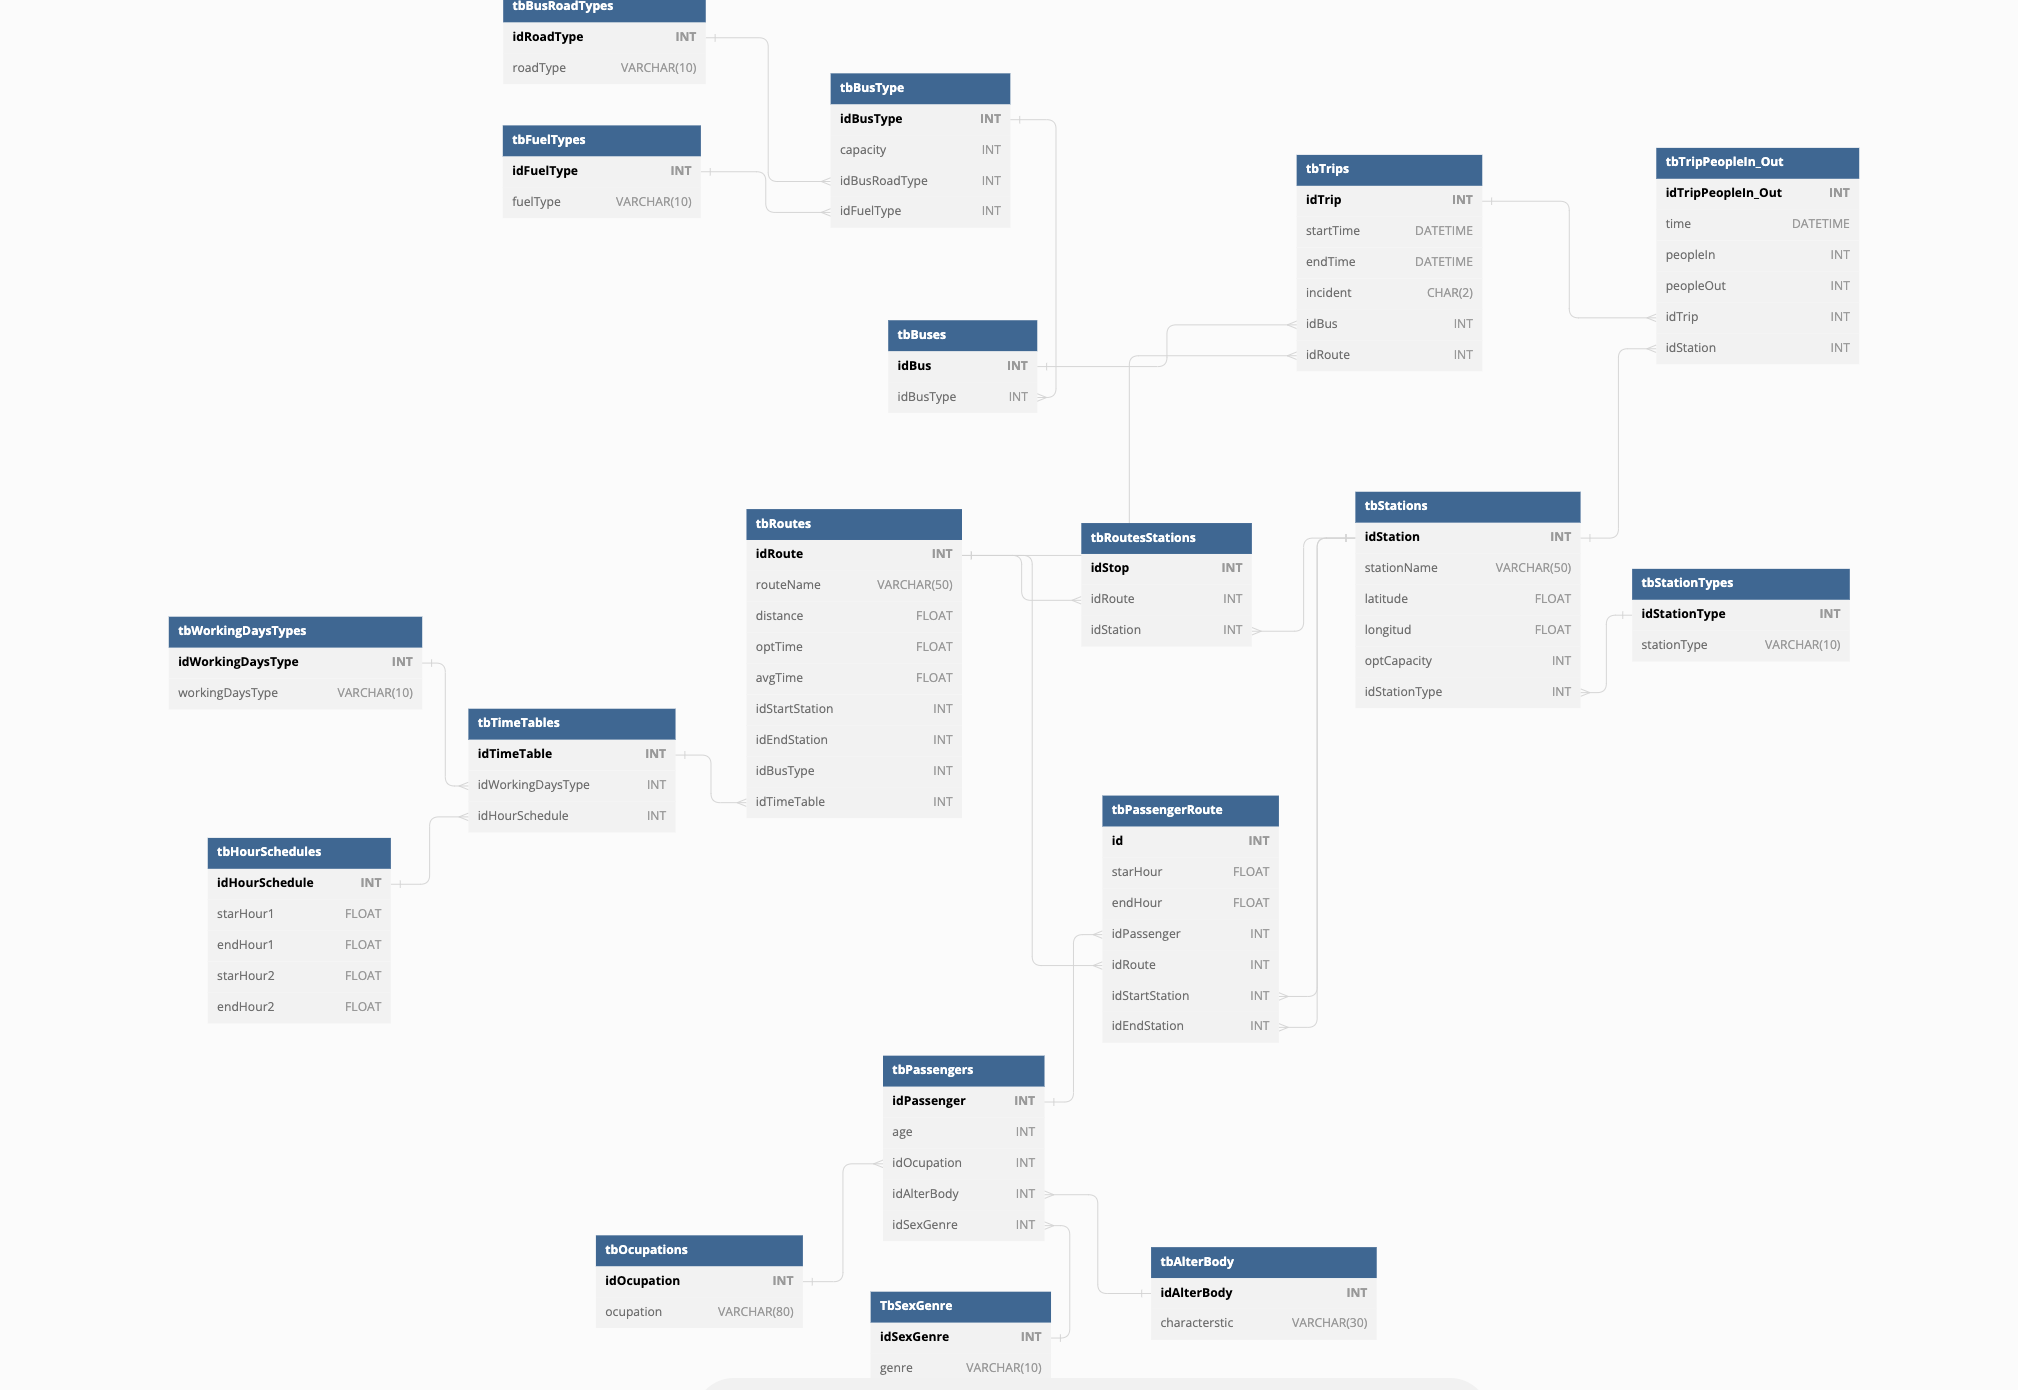 tbBusRoadTypes
idRoadType INT
roadType VARCHAR(10)
tbFuelTypes
idFuelType INT
fuelType VARCHAR(10)
tbBusType
idBusType INT
capacity INT
idBusRoadType INT
idFuelType INT
tbTrips
idTrip INT
startTime DATETIME
endTime DATETIME
incident CHAR(2)
idBus INT
idRoute INT
tbTripPeopleIn_Out
idTripPeopleIn_Out INT
time DATETIME
peopleIn INT
peopleOut INT
idTrip INT
idStation INT
tbBuses
idBus INT
idBusType INT
tbRoutes
idRoute INT
routeName VARCHAR(50)
distance FLOAT
optTime FLOAT
avgTime FLOAT
idStartStation INT
idEndStation INT
idBusType INT
idTimeTable INT
tbRoutesStations
idStop INT
idRoute INT
idStation INT
tbStations
idStation INT
stationName VARCHAR(50)
latitude FLOAT
longitud FLOAT
optCapacity INT
idStationType INT
tbStationTypes
idStationType INT
stationType VARCHAR(10)
tbWorkingDaysTypes
idWorkingDaysType INT
workingDaysType VARCHAR(10)
tbTimeTables
idTimeTable INT
idWorkingDaysType INT
idHourSchedule INT
tbHourSchedules
idHourSchedule INT
starHour1 FLOAT
endHour1 FLOAT
starHour2 FLOAT
endHour2 FLOAT
tbPassengerRoute
id INT
starHour FLOAT
endHour FLOAT
idPassenger INT
idRoute INT
idStartStation INT
idEndStation INT
tbPassengers
idPassenger INT
age INT
idOcupation INT
idAlterBody INT
idSexGenre INT
tbOcupations
idOcupation INT
ocupation VARCHAR(80)
TbSexGenre
idSexGenre INT
genre VARCHAR(10)
tbAlterBody
idAlterBody INT
characterstic VARCHAR(30)